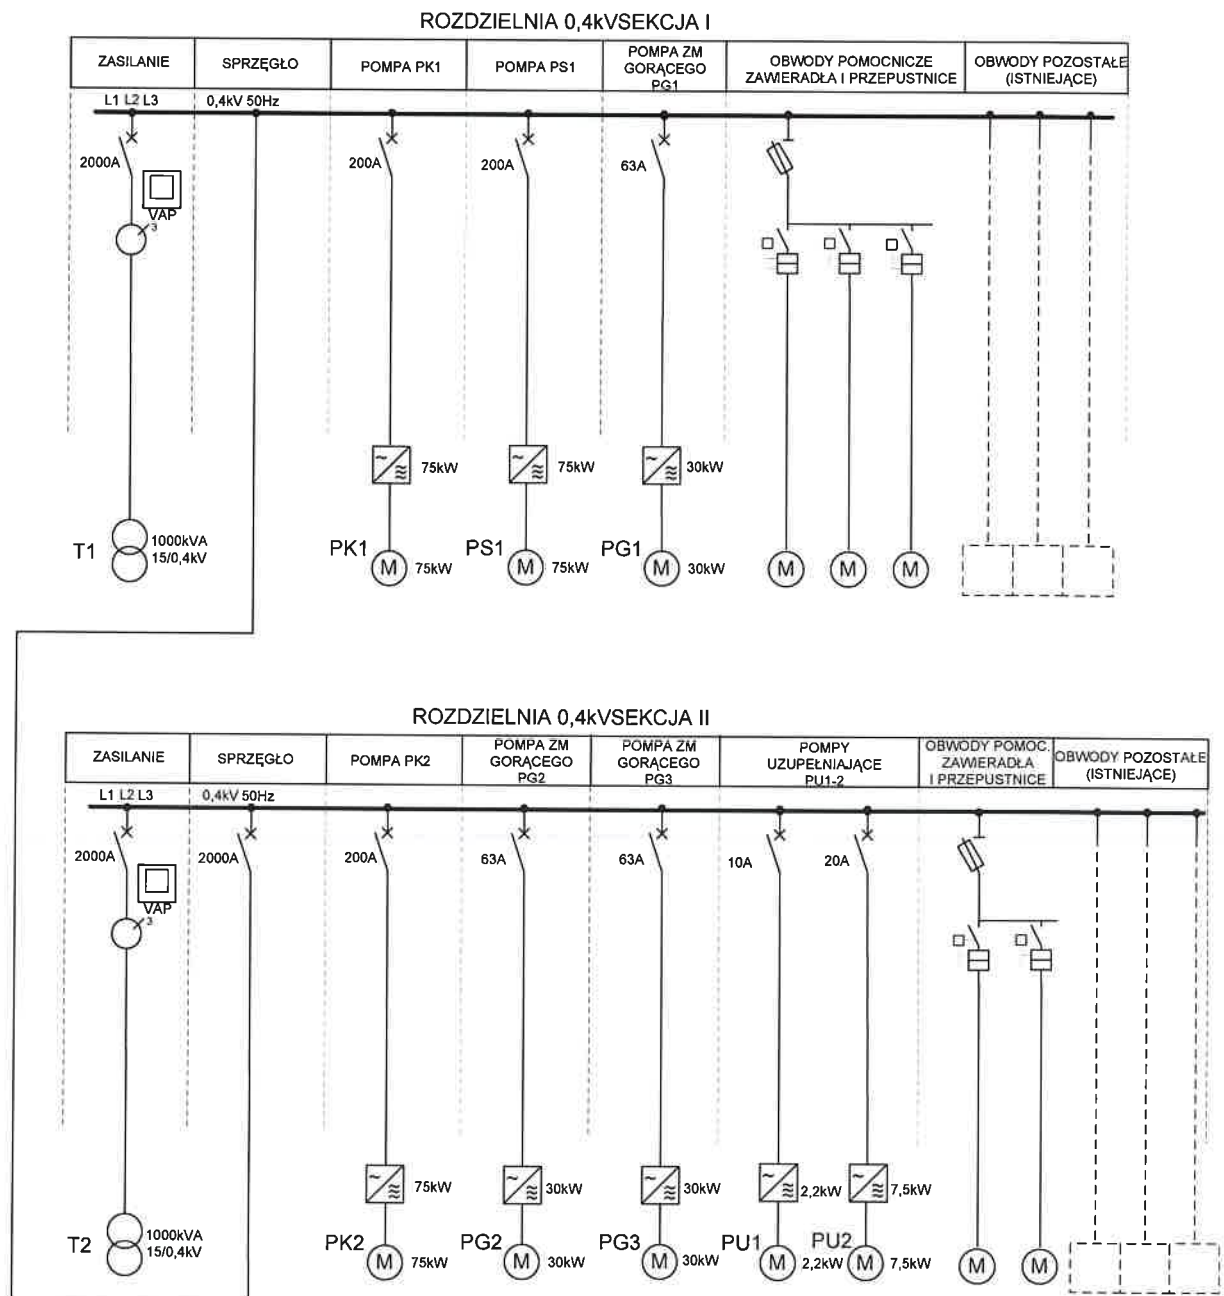 ROZDZIELNIA 0,4kVSEKCJA I
ZASILANIE
SPRZĘGŁO
POMPA PK1
POMPA PS1
POMPA ZM
GORĄCEGO
PG1
OBWODY POMOCNICZE
ZAWIERADŁA I PRZEPUSTNICE
OBWODY POZOSTAŁE
(ISTNIEJĄCE)
L1 L2 L3
0,4kV 50Hz
2000A
200A
200A
63A
VAP
3
75kW
75kW
30kW
T1
1000kVA
15/0,4kV
PK1
M
75kW
PS1
M
75kW
PG1
M
30kW
M
M
M
ROZDZIELNIA 0,4kVSEKCJA II
ZASILANIE
SPRZĘGŁO
POMPA PK2
POMPA ZM
GORĄCEGO
PG2
POMPA ZM
GORĄCEGO
PG3
POMPY
UZUPEŁNIAJĄCE
PU1-2
OBWODY POMOC.
ZAWIERADŁA
I PRZEPUSTNICE
OBWODY POZOSTAŁE
(ISTNIEJĄCE)
L1 L2 L3
0,4kV 50Hz
2000A
2000A
200A
63A
63A
10A
20A
VAP
3
75kW
30kW
30kW
2,2kW
7,5kW
T2
1000kVA
15/0,4kV
PK2
M
75kW
PG2
M
30kW
PG3
M
30kW
PU1
M
2,2kW
PU2
M
7,5kW
M
M